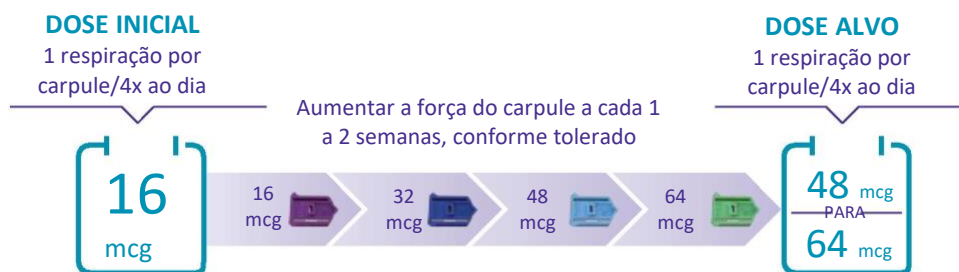 DOSE INICIAL
1 respiração por
carpule/4x ao dia
16
mcg
Aumentar a força do carpule a cada 1
a 2 semanas, conforme tolerado
16
mcg
32
mcg
48
mcg
64
mcg
DOSE ALVO
1 respiração por
carpule/4x ao dia
48 mcg
PARA
64 mcg